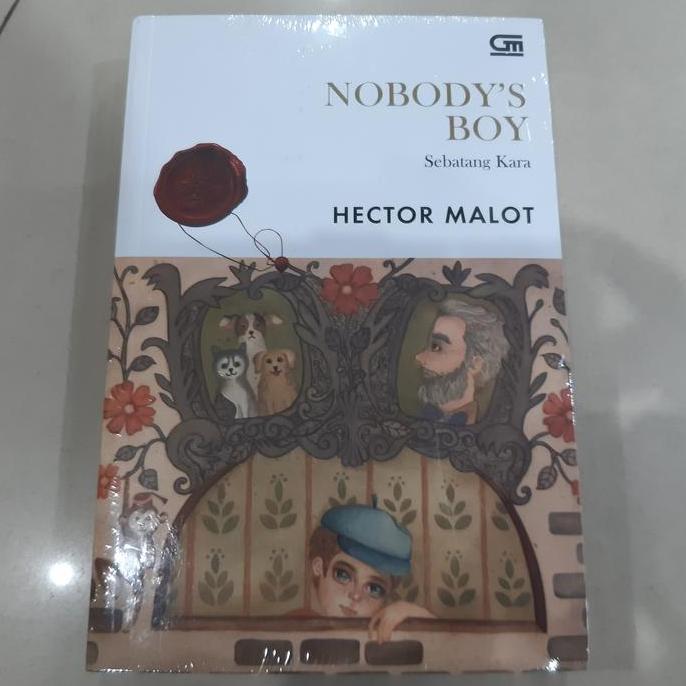 GM
NOBODY'S
BOY
Sebatang Kara
HECTOR MALOT